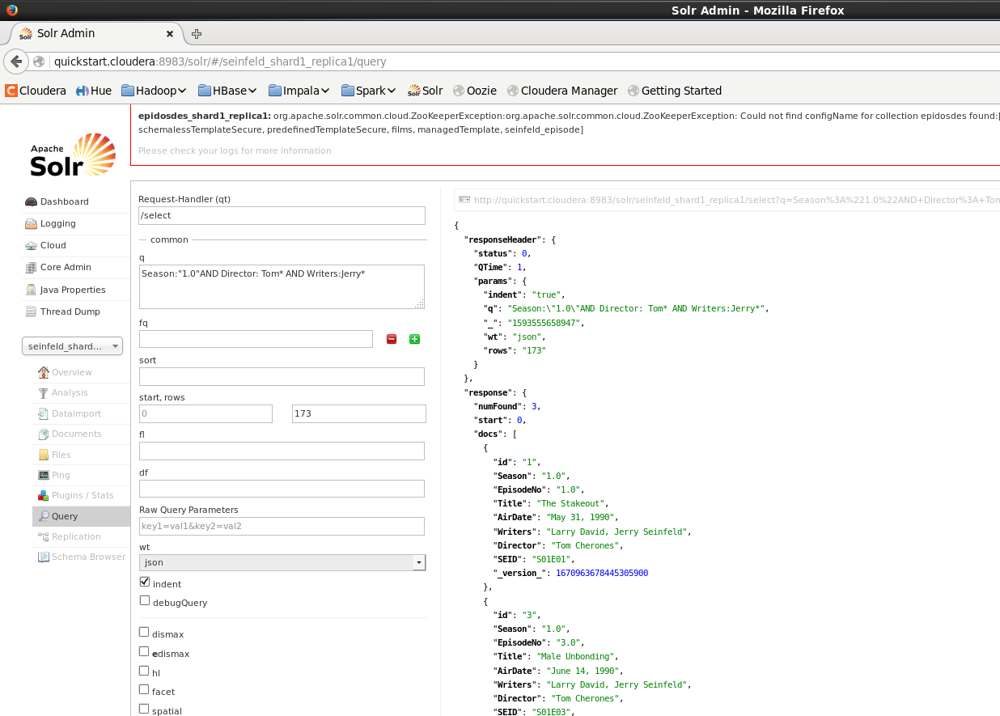 Solr Admin - Mozilla Firefox
Solr Solr Admin
quickstart.cloudera:8983/solr/#/seinfeld_shard1_replica1/query
Cloudera Hue Hadoop HBase Impala Spark Solr Oozie Cloudera Manager Getting Started
epidosdes_shard1_replica1: org.apache.solr.common.cloud.ZooKeeperException:org.apache.solr.common.cloud.ZooKeeperException: Could not find configName for collection epidosdes found:[
schemalessTemplateSecure, predefinedTemplateSecure, films, managedTemplate, seinfeld_episode]
Please check your logs for more information
Apache
Solr
Dashboard
Logging
Cloud
Core Admin
Java Properties
Thread Dump
seinfeld_shard...
Overview
Analysis
Dataimport
Documents
Files
Ping
Plugins / Stats
Query
Replication
Schema Browser
Request-Handler (qt)
/select
common
q
Season:"1.0"AND Director: Tom* AND Writers:Jerry*
fq
sort
start, rows
0 173
fl
df
Raw Query Parameters
key1=val1&key2=val2
wt
json
indent
debugQuery
dismax
edismax
hl
facet
spatial
http://quickstart.cloudera:8983/solr/seinfeld_shard1_replica1/select?q=Season%3A%221.0%22AND+Director%3A+Tom
{
"responseHeader": {
"status": 0,
"QTime": 1,
"params": {
"indent": "true",
"q": "Season:\"1.0\"AND Director: Tom* AND Writers:Jerry*",
"_": "1593555658947",
"wt": "json",
"rows": "173"
}
},
"response": {
"numFound": 3,
"start": 0,
"docs": [
{
"id": "1",
"Season": "1.0",
"EpisodeNo": "1.0",
"Title": "The Stakeout",
"AirDate": "May 31, 1990",
"Writers": "Larry David, Jerry Seinfeld",
"Director": "Tom Cherones",
"SEID": "S01E01",
"_version_": 1670963678445305900
},
{
"id": "3",
"Season": "1.0",
"EpisodeNo": "3.0",
"Title": "Male Unbonding",
"AirDate": "June 14, 1990",
"Writers": "Larry David, Jerry Seinfeld",
"Director": "Tom Cherones",
"SEID": "S01E03",